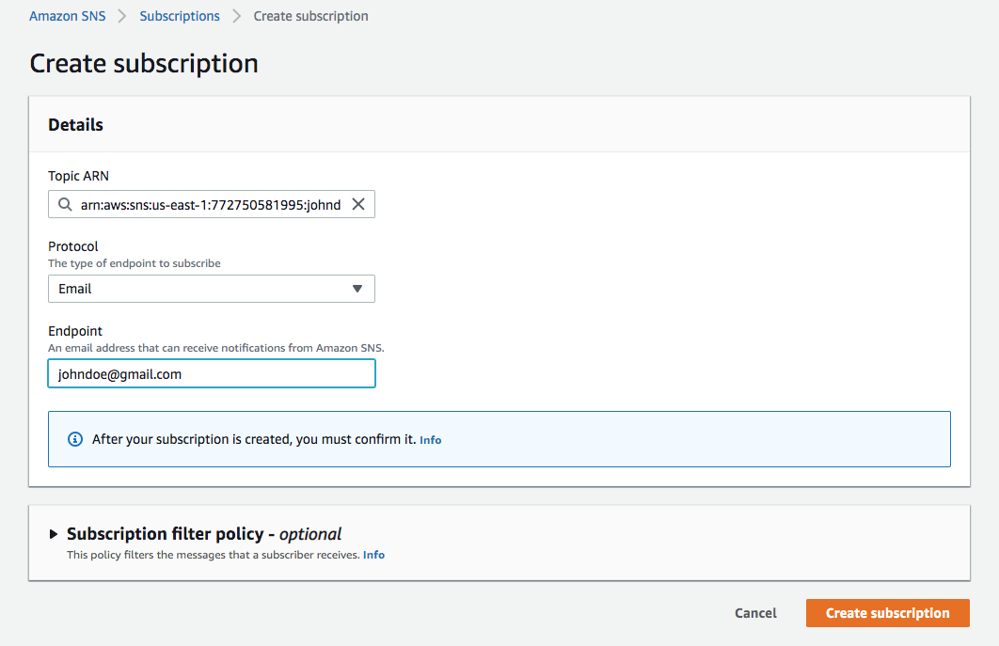 Amazon SNS > Subscriptions > Create subscription
Create subscription
Details
Topic ARN
arn:aws:sns:us-east-1:772750581995:johnd
Protocol
The type of endpoint to subscribe
Email
Endpoint
An email address that can receive notifications from Amazon SNS.
johndoe@gmail.com
After your subscription is created, you must confirm it. Info
Subscription filter policy - optional
This policy filters the messages that a subscriber receives. Info
Cancel Create subscription